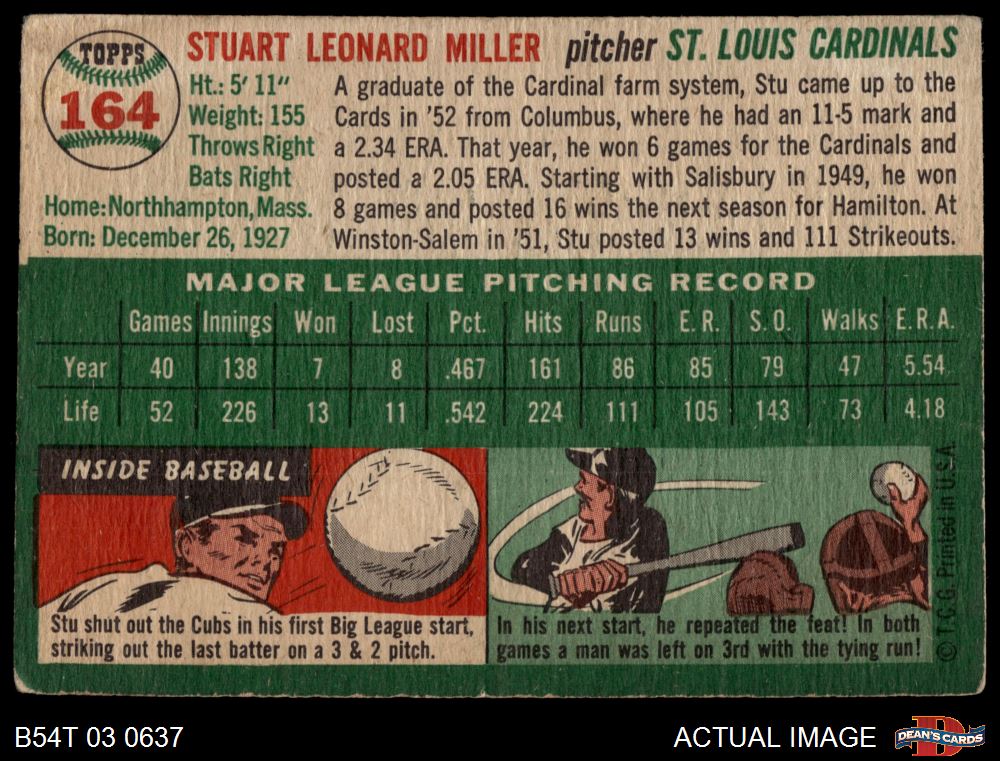 TOPPS
164
STUART LEONARD MILLER pitcher ST. LOUIS CARDINALS
Ht.: 5' 11"
Weight: 155
Throws Right
Bats Right
Home: Northhampton, Mass.
Born: December 26, 1927
A graduate of the Cardinal farm system, Stu came up to the
Cards in '52 from Columbus, where he had an 11-5 mark and
a 2.34 ERA. That year, he won 6 games for the Cardinals and
posted a 2.05 ERA. Starting with Salisbury in 1949, he won
8 games and posted 16 wins the next season for Hamilton. At
Winston-Salem in '51, Stu posted 13 wins and 111 Strikeouts.
MAJOR LEAGUE PITCHING RECORD
Games Innings Won Lost Pct. Hits Runs E. R. S. O. Walks E. R. A.
Year 40 138 7 8 .467 161 86 85 79 47 5.54
Life 52 226 13 11 .542 224 111 105 143 73 4.18
INSIDE BASEBALL
Stu shut out the Cubs in his first Big League start,
striking out the last batter on a 3 & 2 pitch.
In his next start, he repeated the feat! In both
games a man was left on 3rd with the tying run!
© T.C.G. Printed in U.S.A.
B54T 03 0637
ACTUAL IMAGE
DEAN'S CARDS